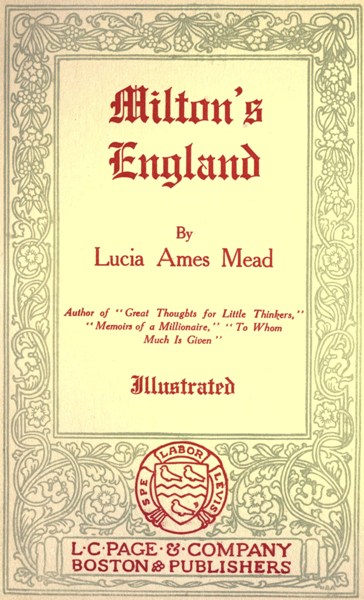 Milton's
England
By
Lucia Ames Mead
Author of "Great Thoughts for Little Thinkers,"
"Memoirs of a Millionaire," "To Whom
Much Is Given"
Illustrated
SPE LABOR LEVIS
L·C·PAGE·&·COMPANY
BOSTON PUBLISHERS